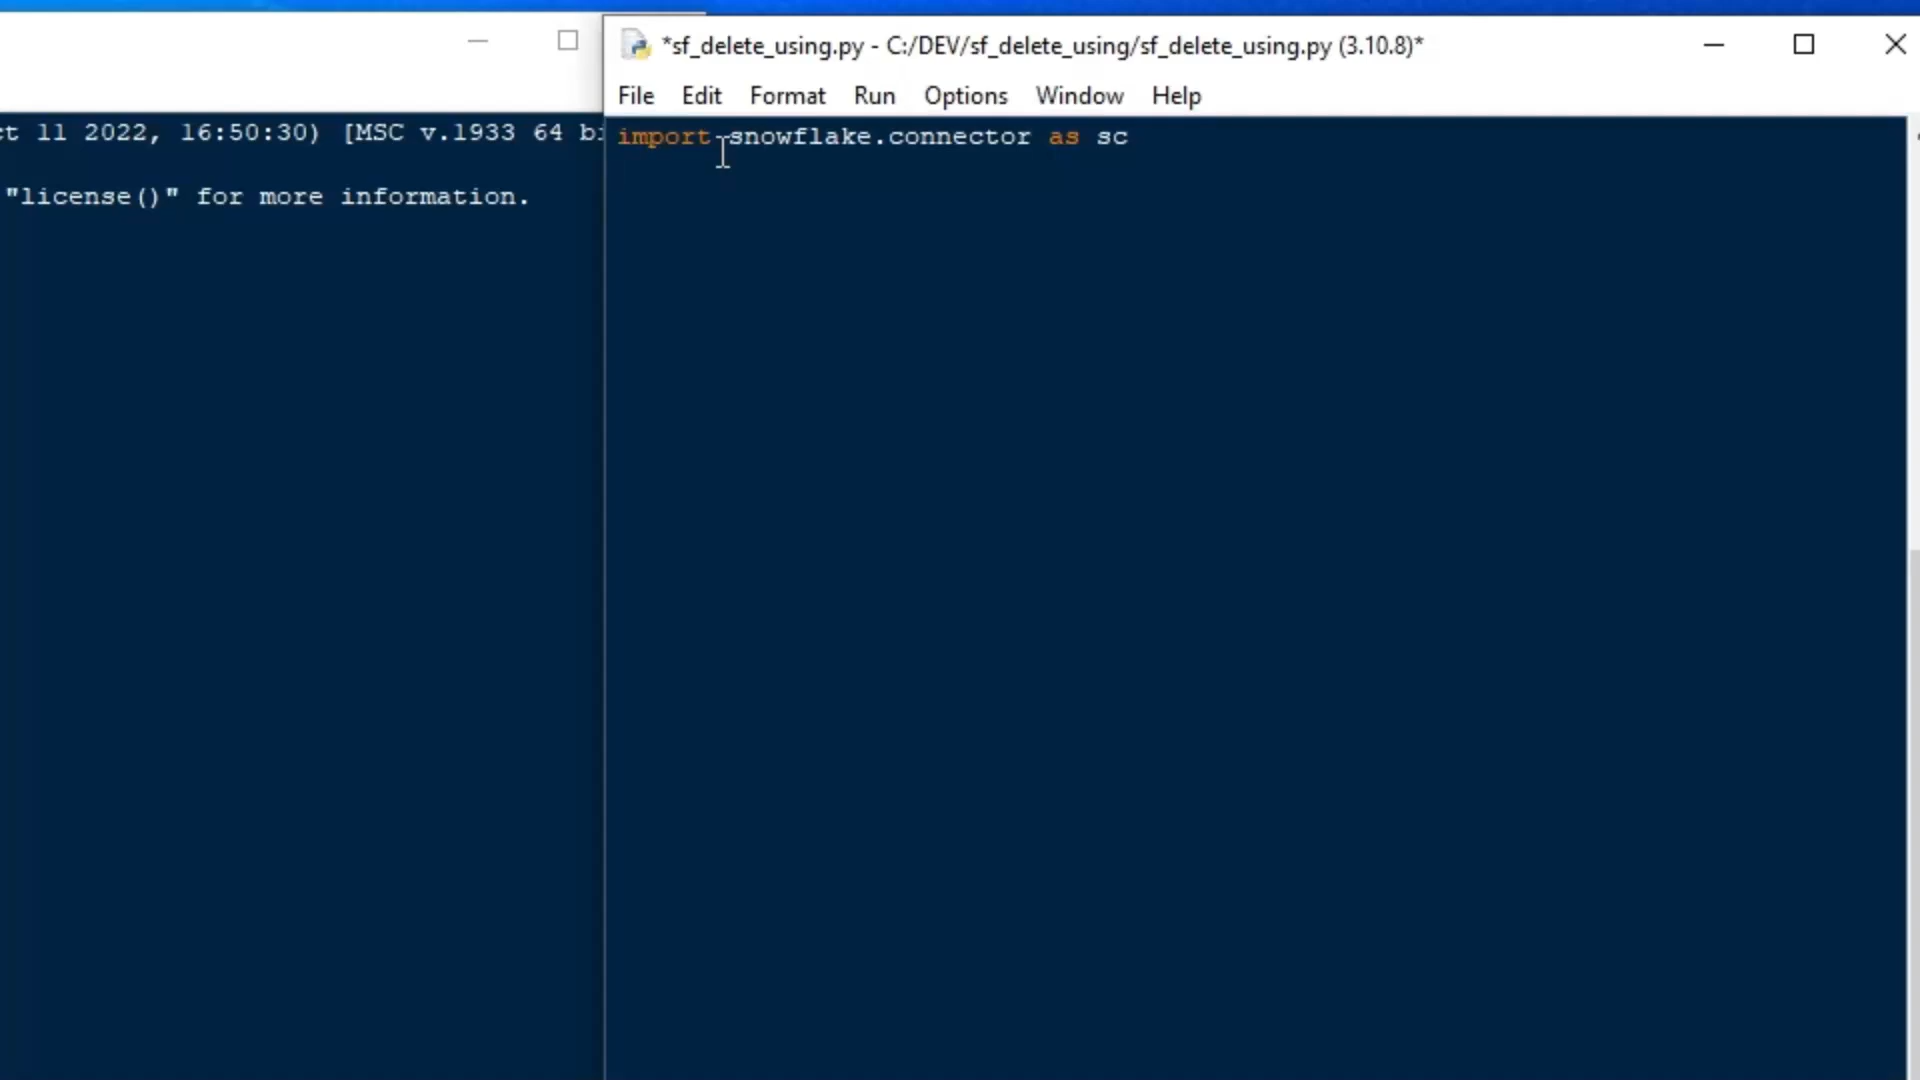 *sf_delete_using.py - C:/DEV/sf_delete_using/sf_delete_using.py (3.10.8)*
File Edit Format Run Options Window Help
ct 11 2022, 16:50:30) [MSC v.1933 64 bi
"license()" for more information.
import snowflake.connector as sc